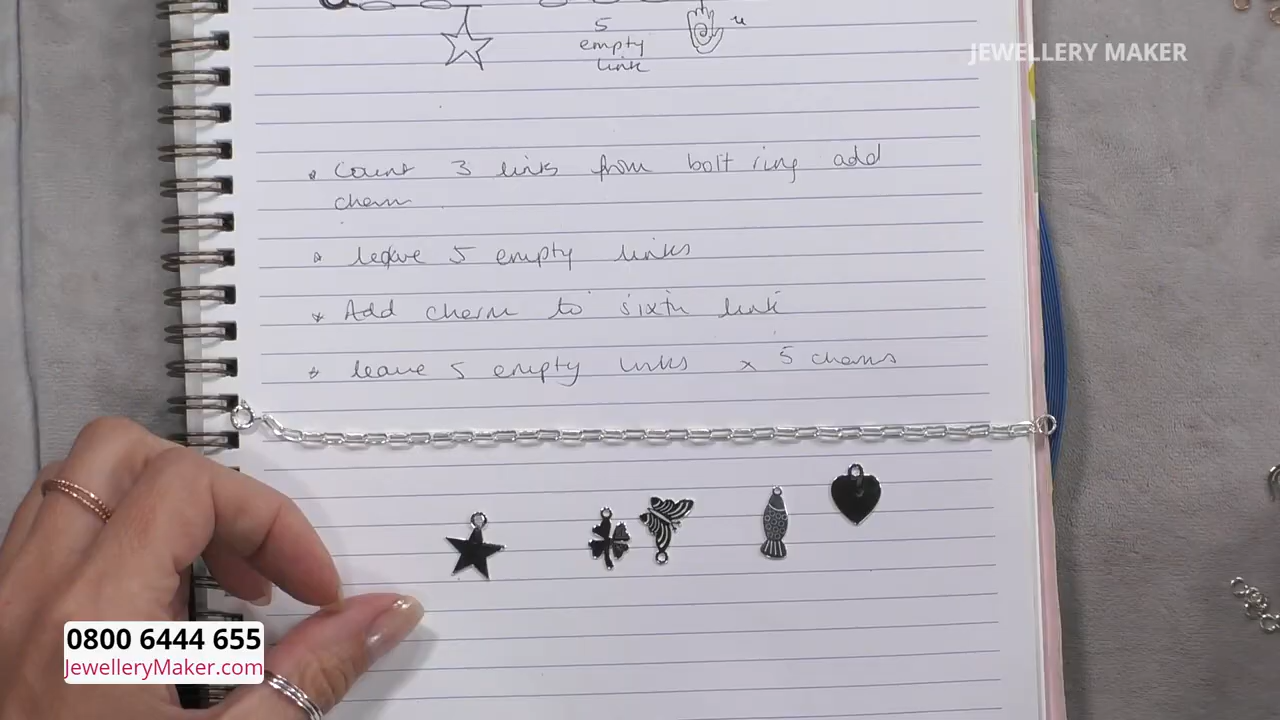 JEWELLERY MAKER
5
empty
link
Count 3 links from bolt ring add
charm
leave 5 empty links
Add charm to sixth link
leave 5 empty links x 5 charms
0800 6444 655
JewelleryMaker.com